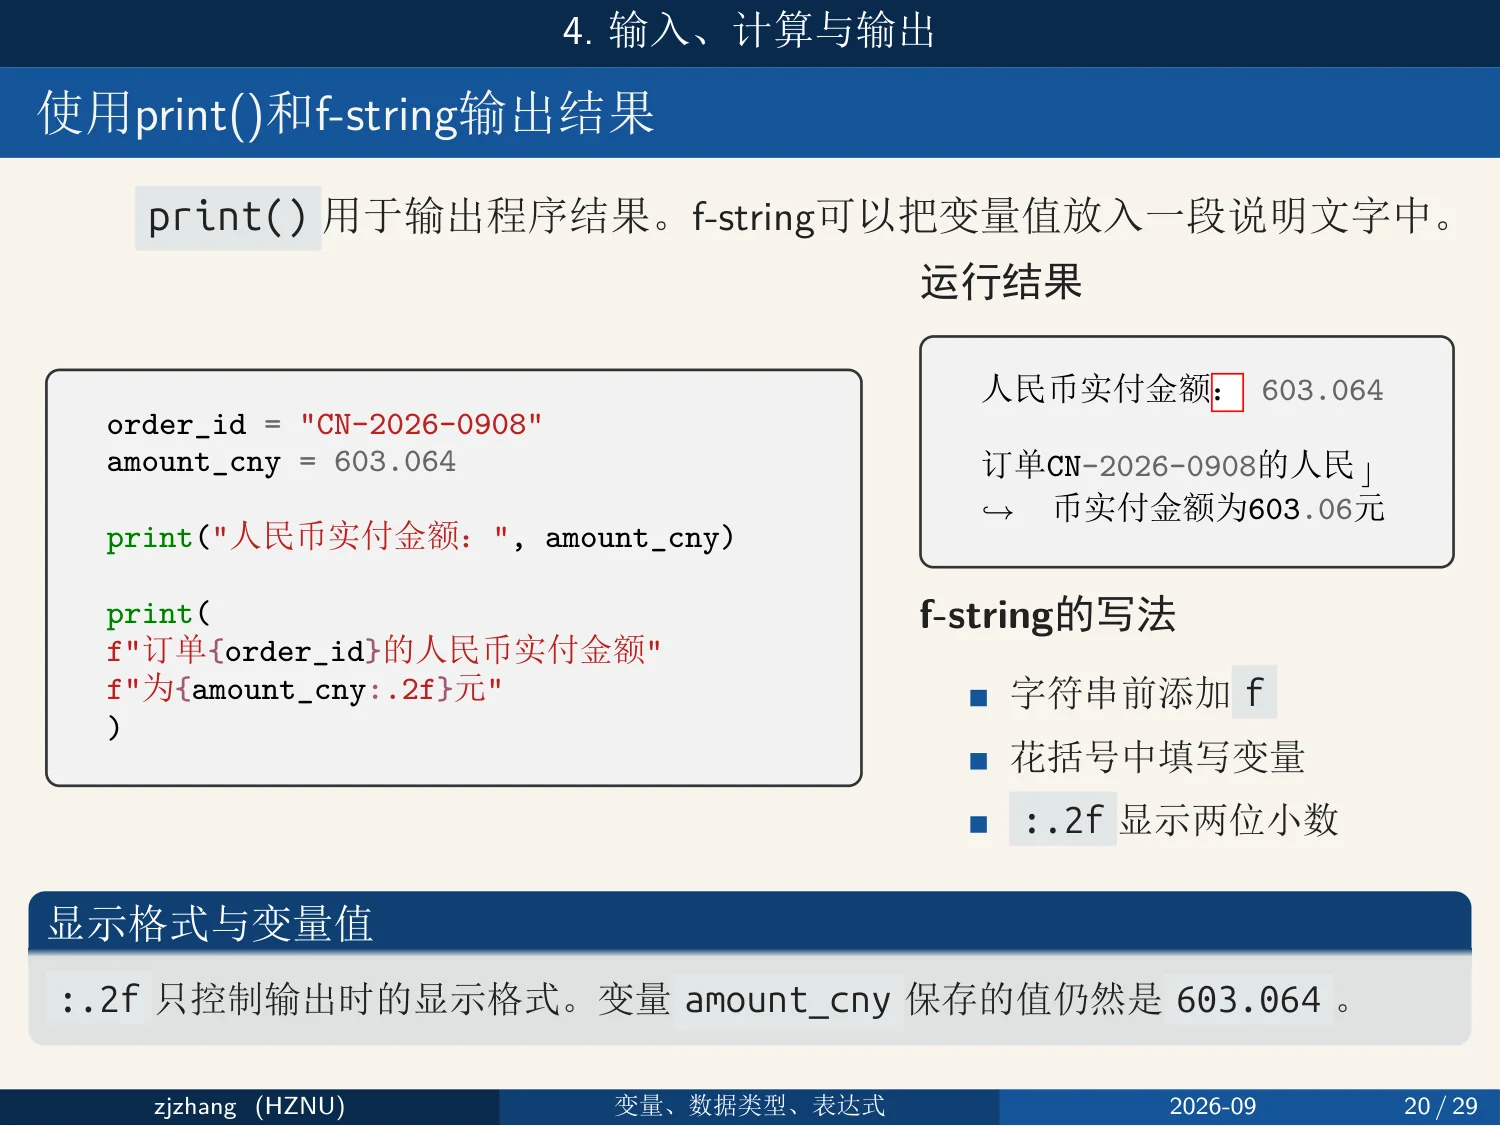 4. 输入、计算与输出
使用print()和f-string输出结果
print()用于输出程序结果。f-string可以把变量值放入一段说明文字中。
order_id = "CN-2026-0908"
amount_cny = 603.064
print("人民币实付金额：", amount_cny)
print(
f"订单{order_id}的人民币实付金额"
f"为{amount_cny:.2f}元"
)
运行结果
人民币实付金额： 603.064
订单CN-2026-0908的人民」
↪ 币实付金额为603.06元
f-string的写法
■ 字符串前添加f
■ 花括号中填写变量
■ :.2f显示两位小数
显示格式与变量值
:.2f只控制输出时的显示格式。变量 amount_cny 保存的值仍然是 603.064 。
zjzhang (HZNU)
变量、数据类型、表达式
2026-09
20 / 29